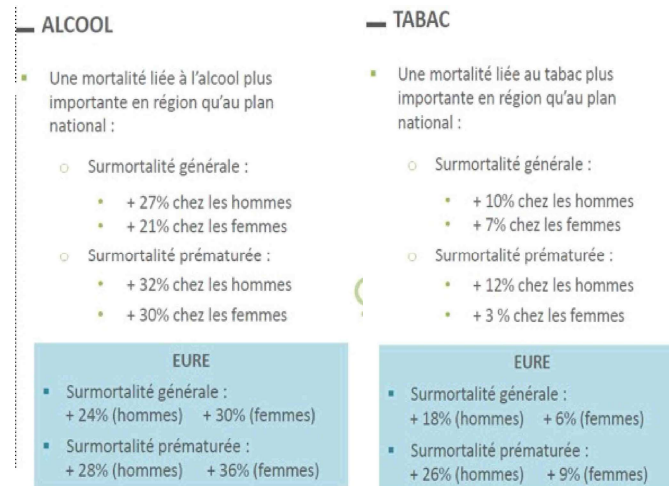 ALCOOL
Une mortalité liée à l'alcool plus
importante en région qu'au plan
national :
Surmortalité générale :
+ 27% chez les hommes
+ 21% chez les femmes
Surmortalité prématurée :
+ 32% chez les hommes
+ 30% chez les femmes
EURE
Surmortalité générale :
+ 24% (hommes) + 30% (femmes)
Surmortalité prématurée :
+ 28% (hommes) + 36% (femmes)
TABAC
Une mortalité liée au tabac plus
importante en région qu'au plan
national :
Surmortalité générale :
+ 10% chez les hommes
+ 7% chez les femmes
Surmortalité prématurée :
+ 12% chez les hommes
+ 3 % chez les femmes
EURE
Surmortalité générale :
+ 18% (hommes) + 6% (femmes)
Surmortalité prématurée :
+ 26% (hommes) + 9% (femmes)